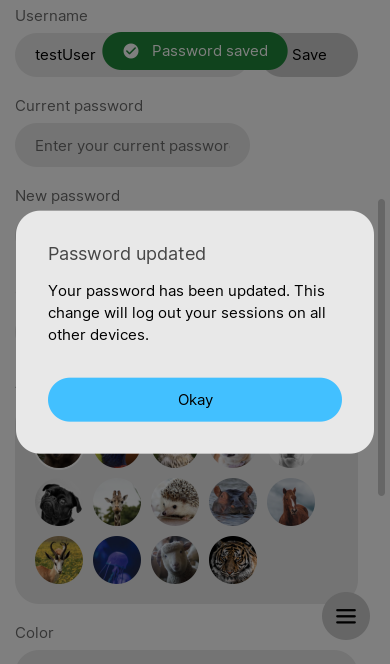 Username
testUser
Password saved
Save
Current password
Enter your current passwor
New password
Password updated
Your password has been updated. This
change will log out your sessions on all
other devices.
Okay
Color